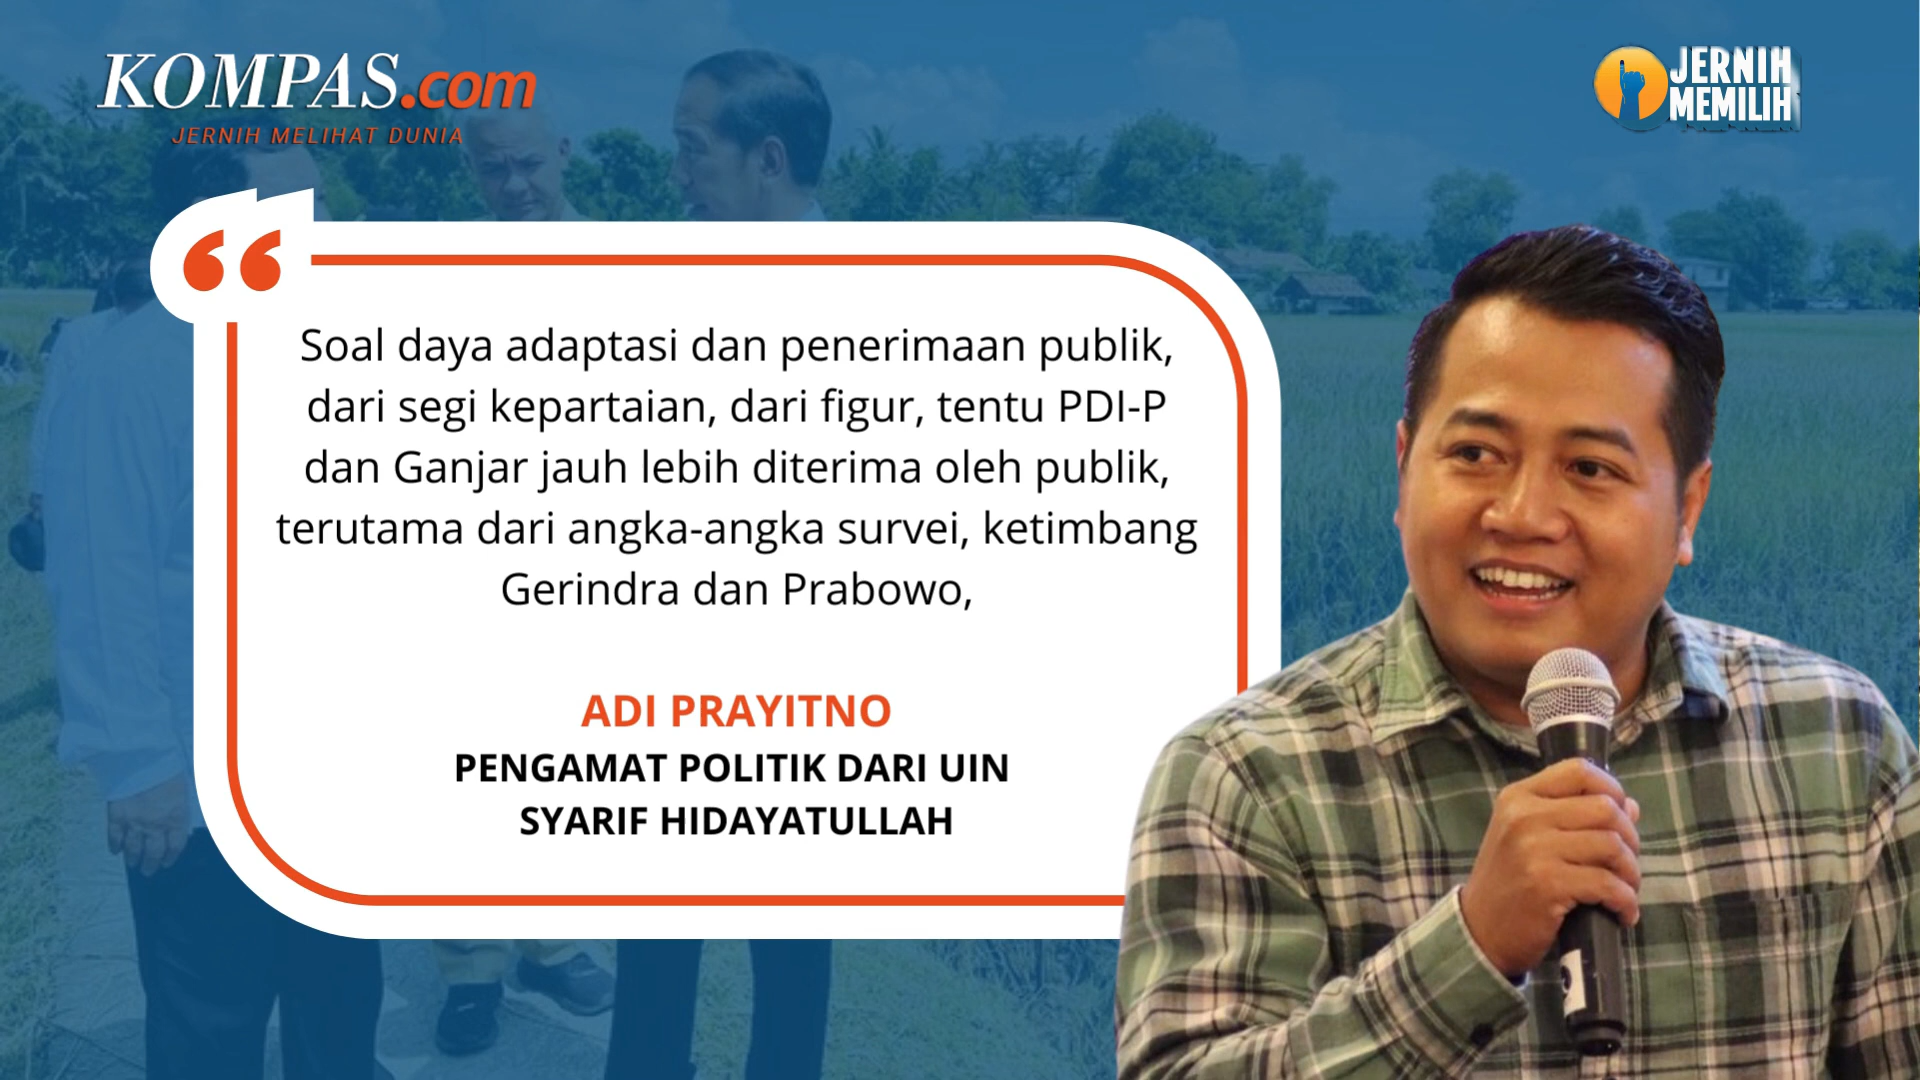 KOMPAS.com
JERNIH MELIHAT DUNIA
JERNIH
MEMILIH
Soal daya adaptasi dan penerimaan publik,
dari segi kepartaian, dari figur, tentu PDI-P
dan Ganjar jauh lebih diterima oleh publik,
terutama dari angka-angka survei, ketimbang
Gerindra dan Prabowo,
ADI PRAYITNO
PENGAMAT POLITIK DARI UIN
SYARIF HIDAYATULLAH